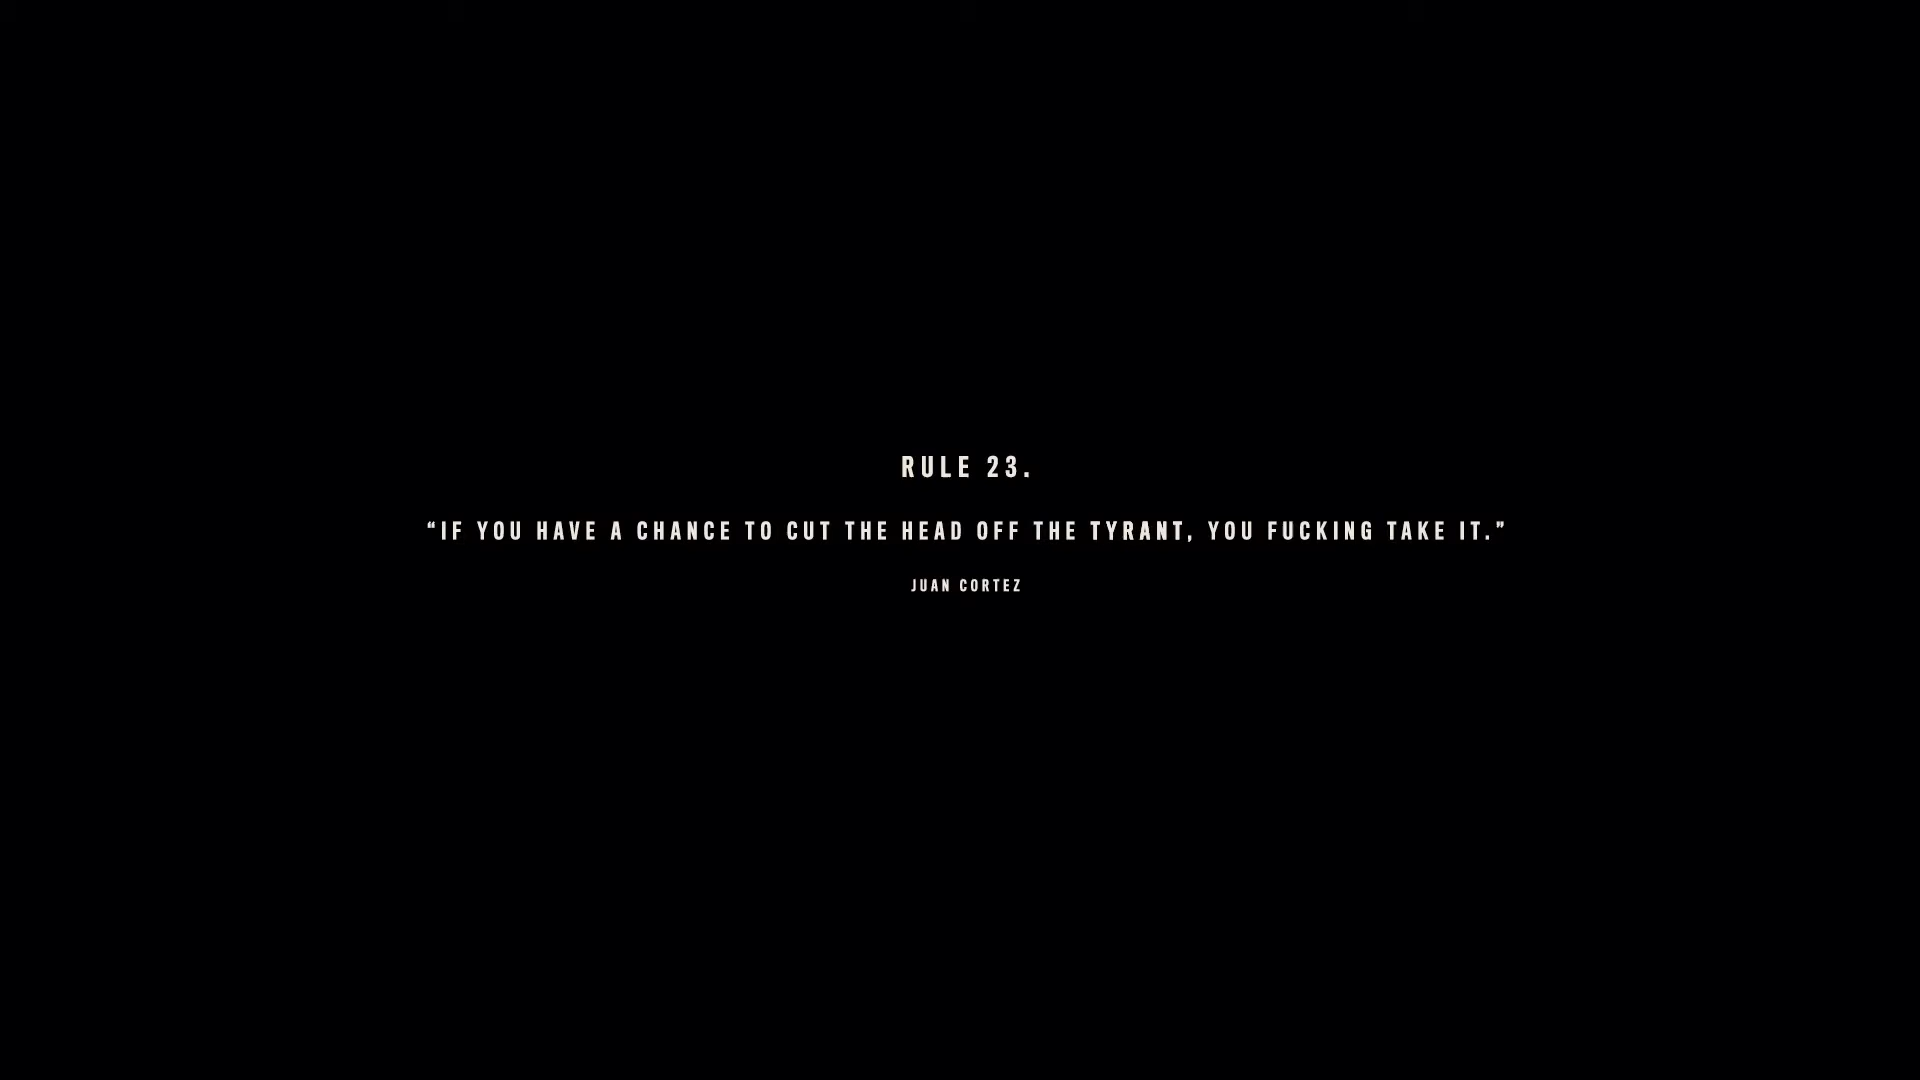 RULE 23.
“IF YOU HAVE A CHANCE TO CUT THE HEAD OFF THE TYRANT, YOU FUCKING TAKE IT.”
JUAN CORTEZ